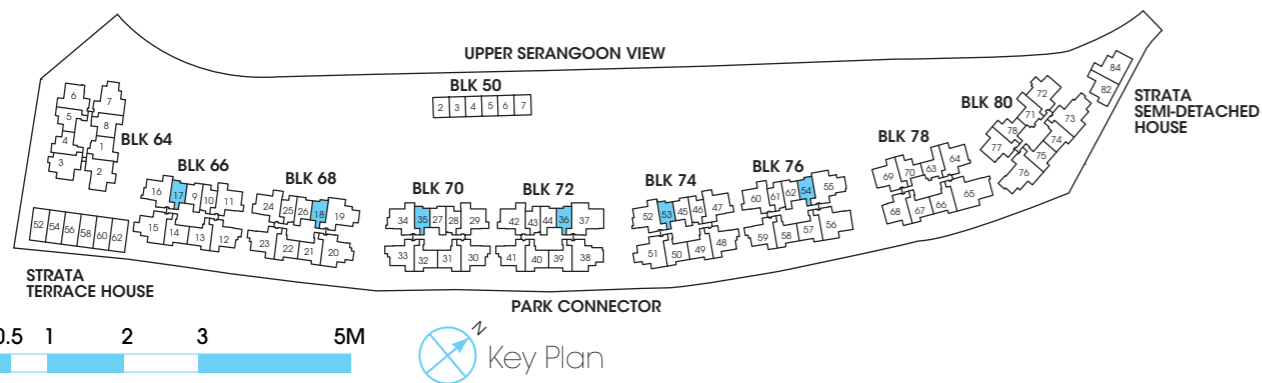 UPPER SERANGOON VIEW
BLK 50
2 3 4 5 6 7
BLK 64
6 7
5 8
4 1
3 2
BLK 66
16 17 9 10 11
15 14 13 12
BLK 68
24 25 26 18 19
23 22 21 20
BLK 70
34 35 27 28 29
33 32 31 30
BLK 72
42 43 44 36 37
41 40 39 38
BLK 74
52 53 45 46 47
51 50 49 48
BLK 76
60 61 62 54 55
59 58 57 56
BLK 78
69 70 63 64
68 67 66 65
BLK 80
72
71 73
78 74
77 75
76
84
82
STRATA
SEMI-DETACHED
HOUSE
52 54 56 58 60 62
STRATA
TERRACE HOUSE
PARK CONNECTOR
0.5 1 2 3 5M
N
Key Plan